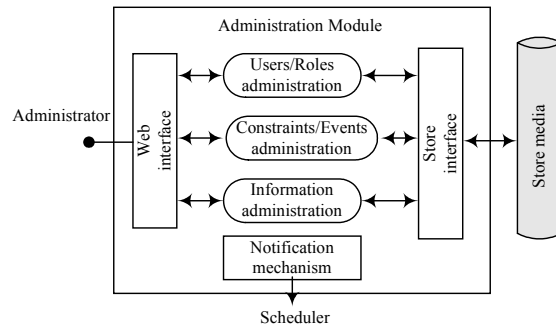 Administration Module
Users/Roles
administration
Administrator
Web
interface
Constraints/Events
administration
Store
interface
Store media
Information
administration
Notification
mechanism
Scheduler